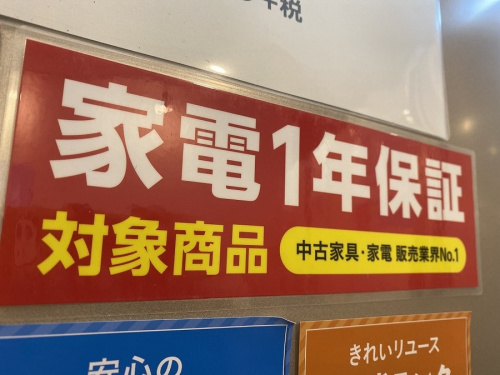 家電1年保証
対象商品
中古家具・家電 販売業界No.1
安心の
きれいリユース